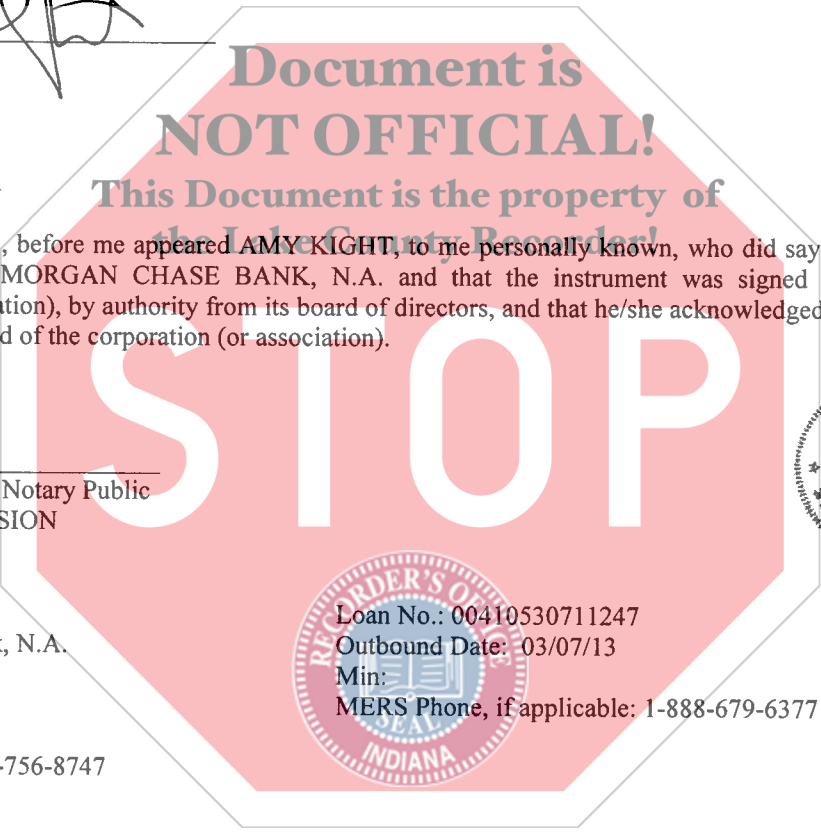 Document is
NOT OFFICIAL!
This Document is the property of
the Lake County Recorder!
, before me appeared AMY KIGHT, to me personally known, who did say
MORGAN CHASE BANK, N.A. and that the instrument was signed
ation), by authority from its board of directors, and that he/she acknowledged
d of the corporation (or association).
STOP
Notary Public
SION
RECORDER'S OFFICE
SEAL
INDIANA
Loan No.: 00410530711247
, N.A.
Outbound Date: 03/07/13
Min:
MERS Phone, if applicable: 1-888-679-6377
-756-8747